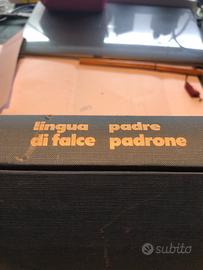 lingua padre
di falce padrone
subito